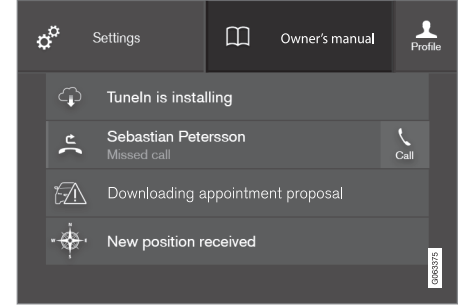 Settings
Owner's manual
Profile
TuneIn is installing
Sebastian Petersson
Missed call
Call
Downloading appointment proposal
New position received
G063375